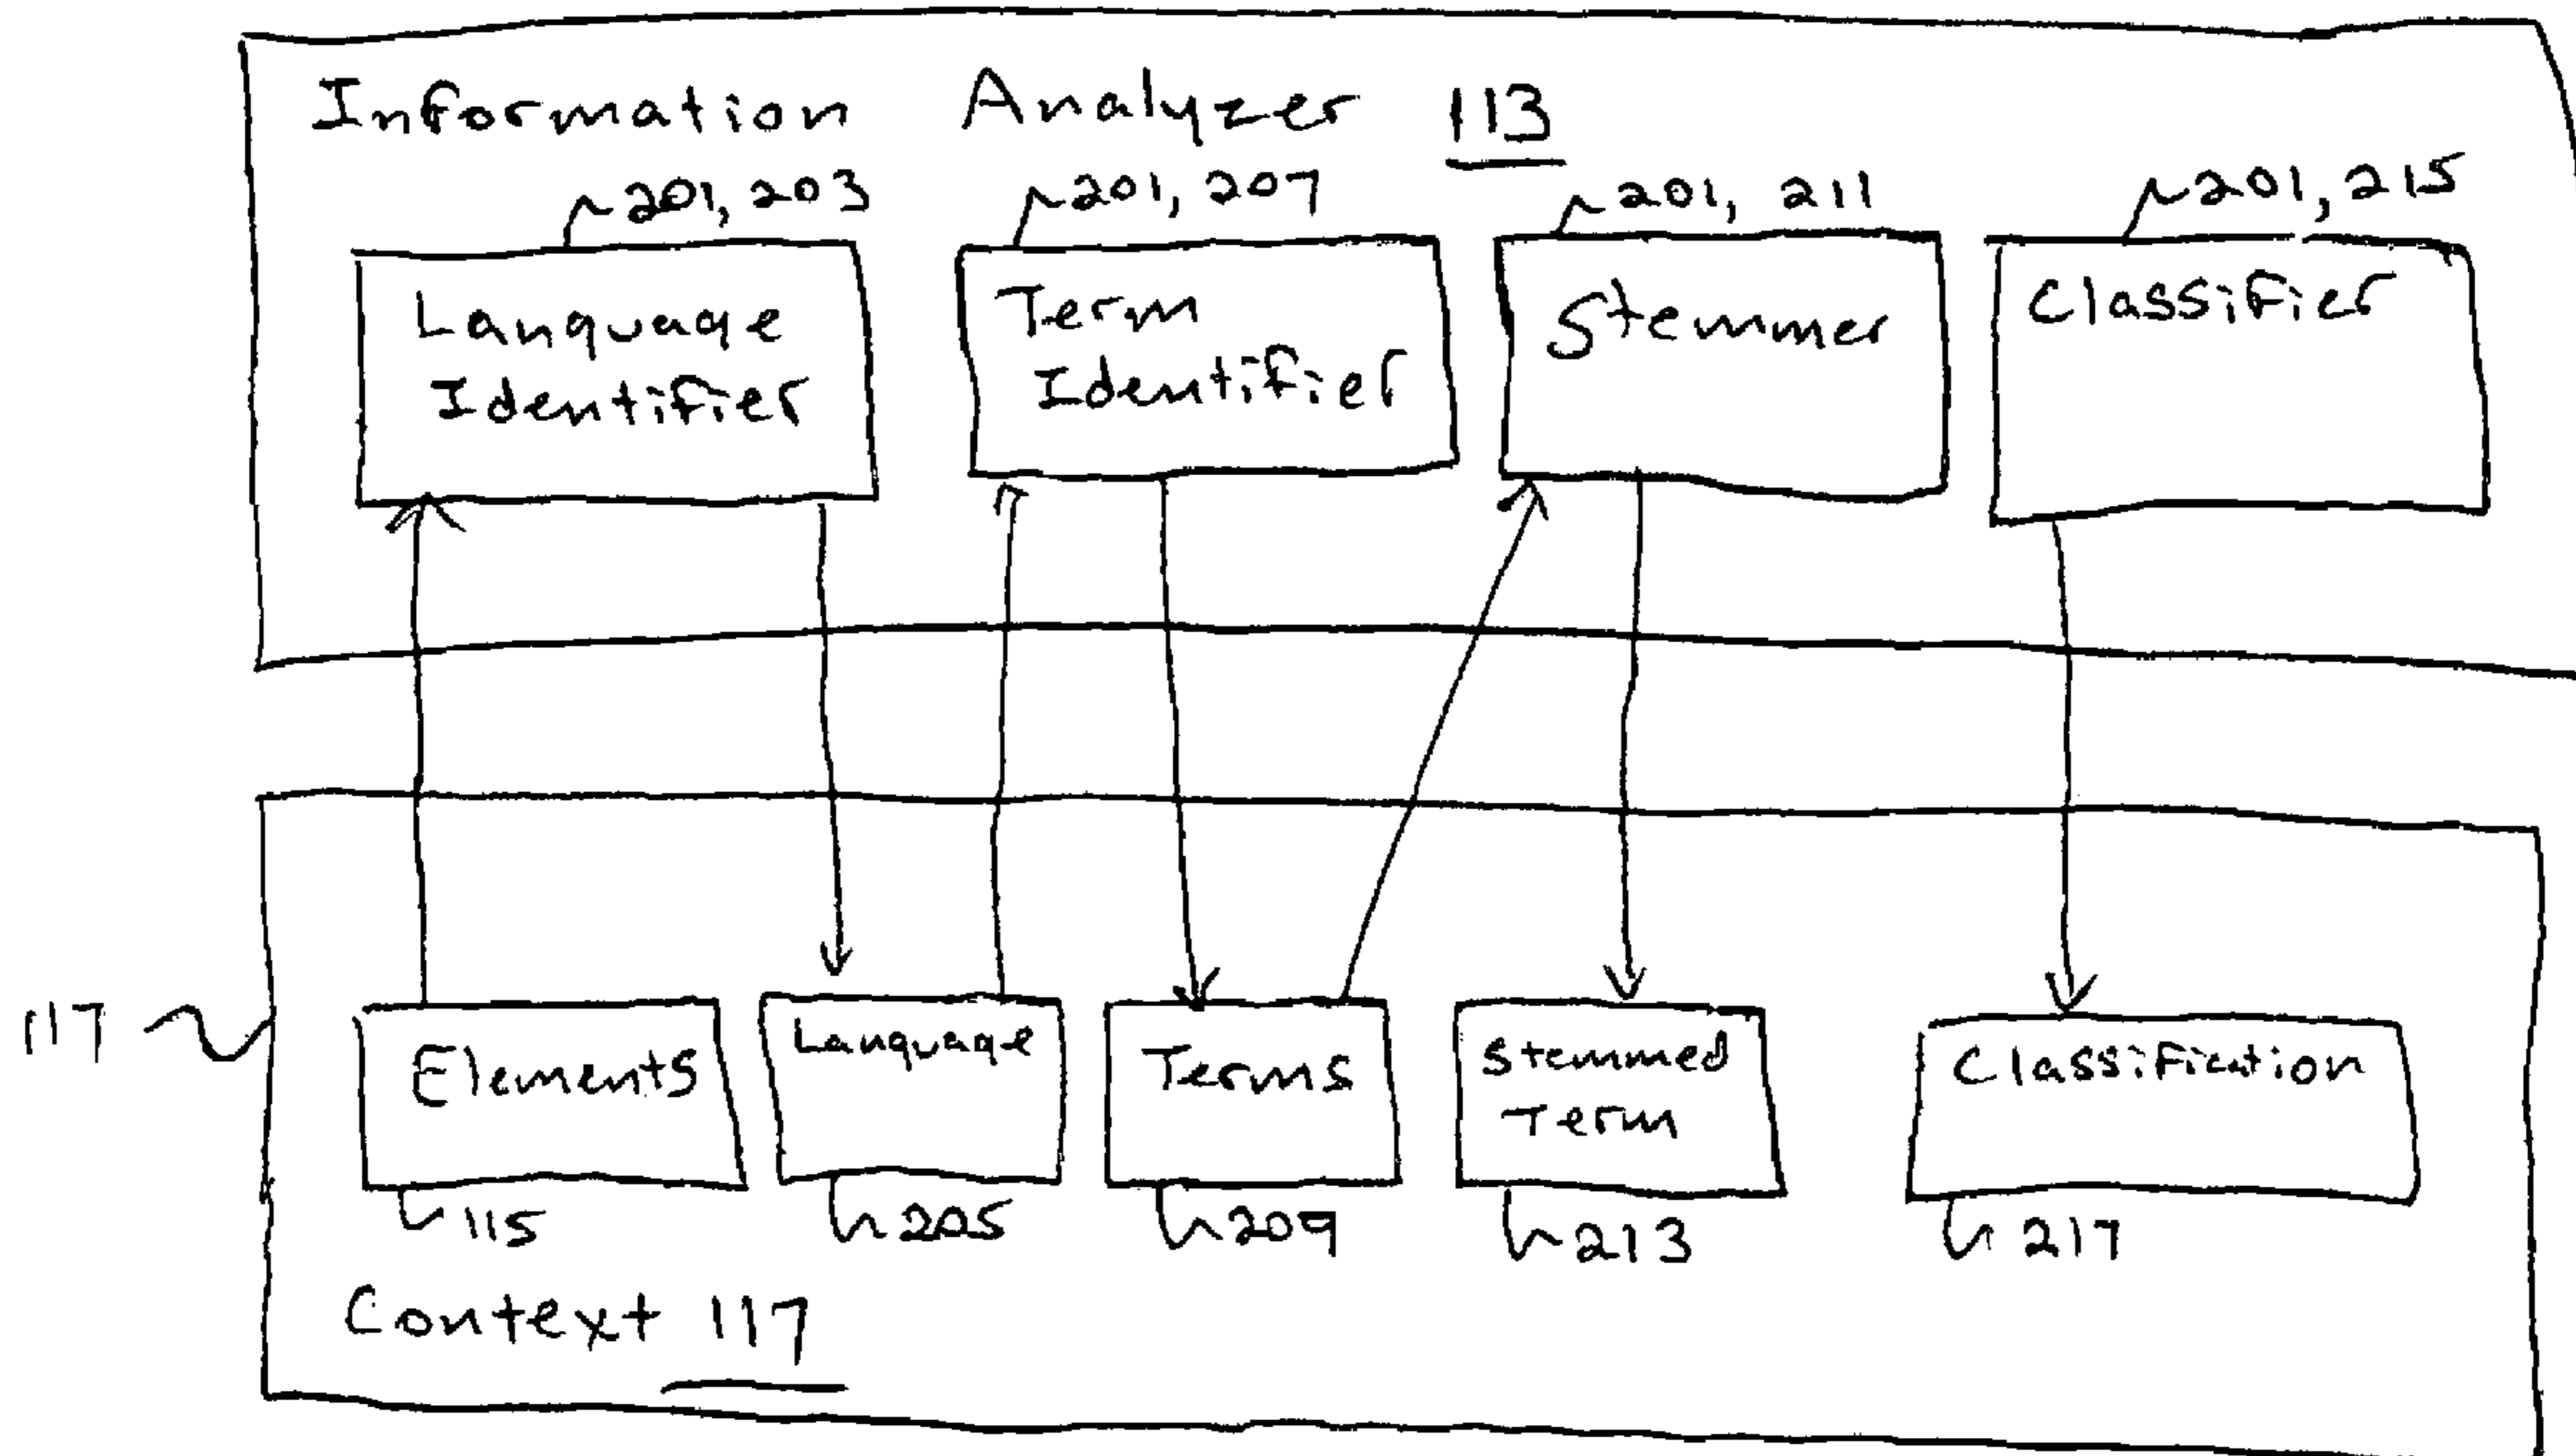 Information Analyzer 113
201, 203
201, 207
201, 211
201, 215
Language
Identifier
Term
Identifier
Stemmer
Classifier
117
Elements
Language
Terms
Stemmed
Term
Classification
115
205
209
213
217
Context 117